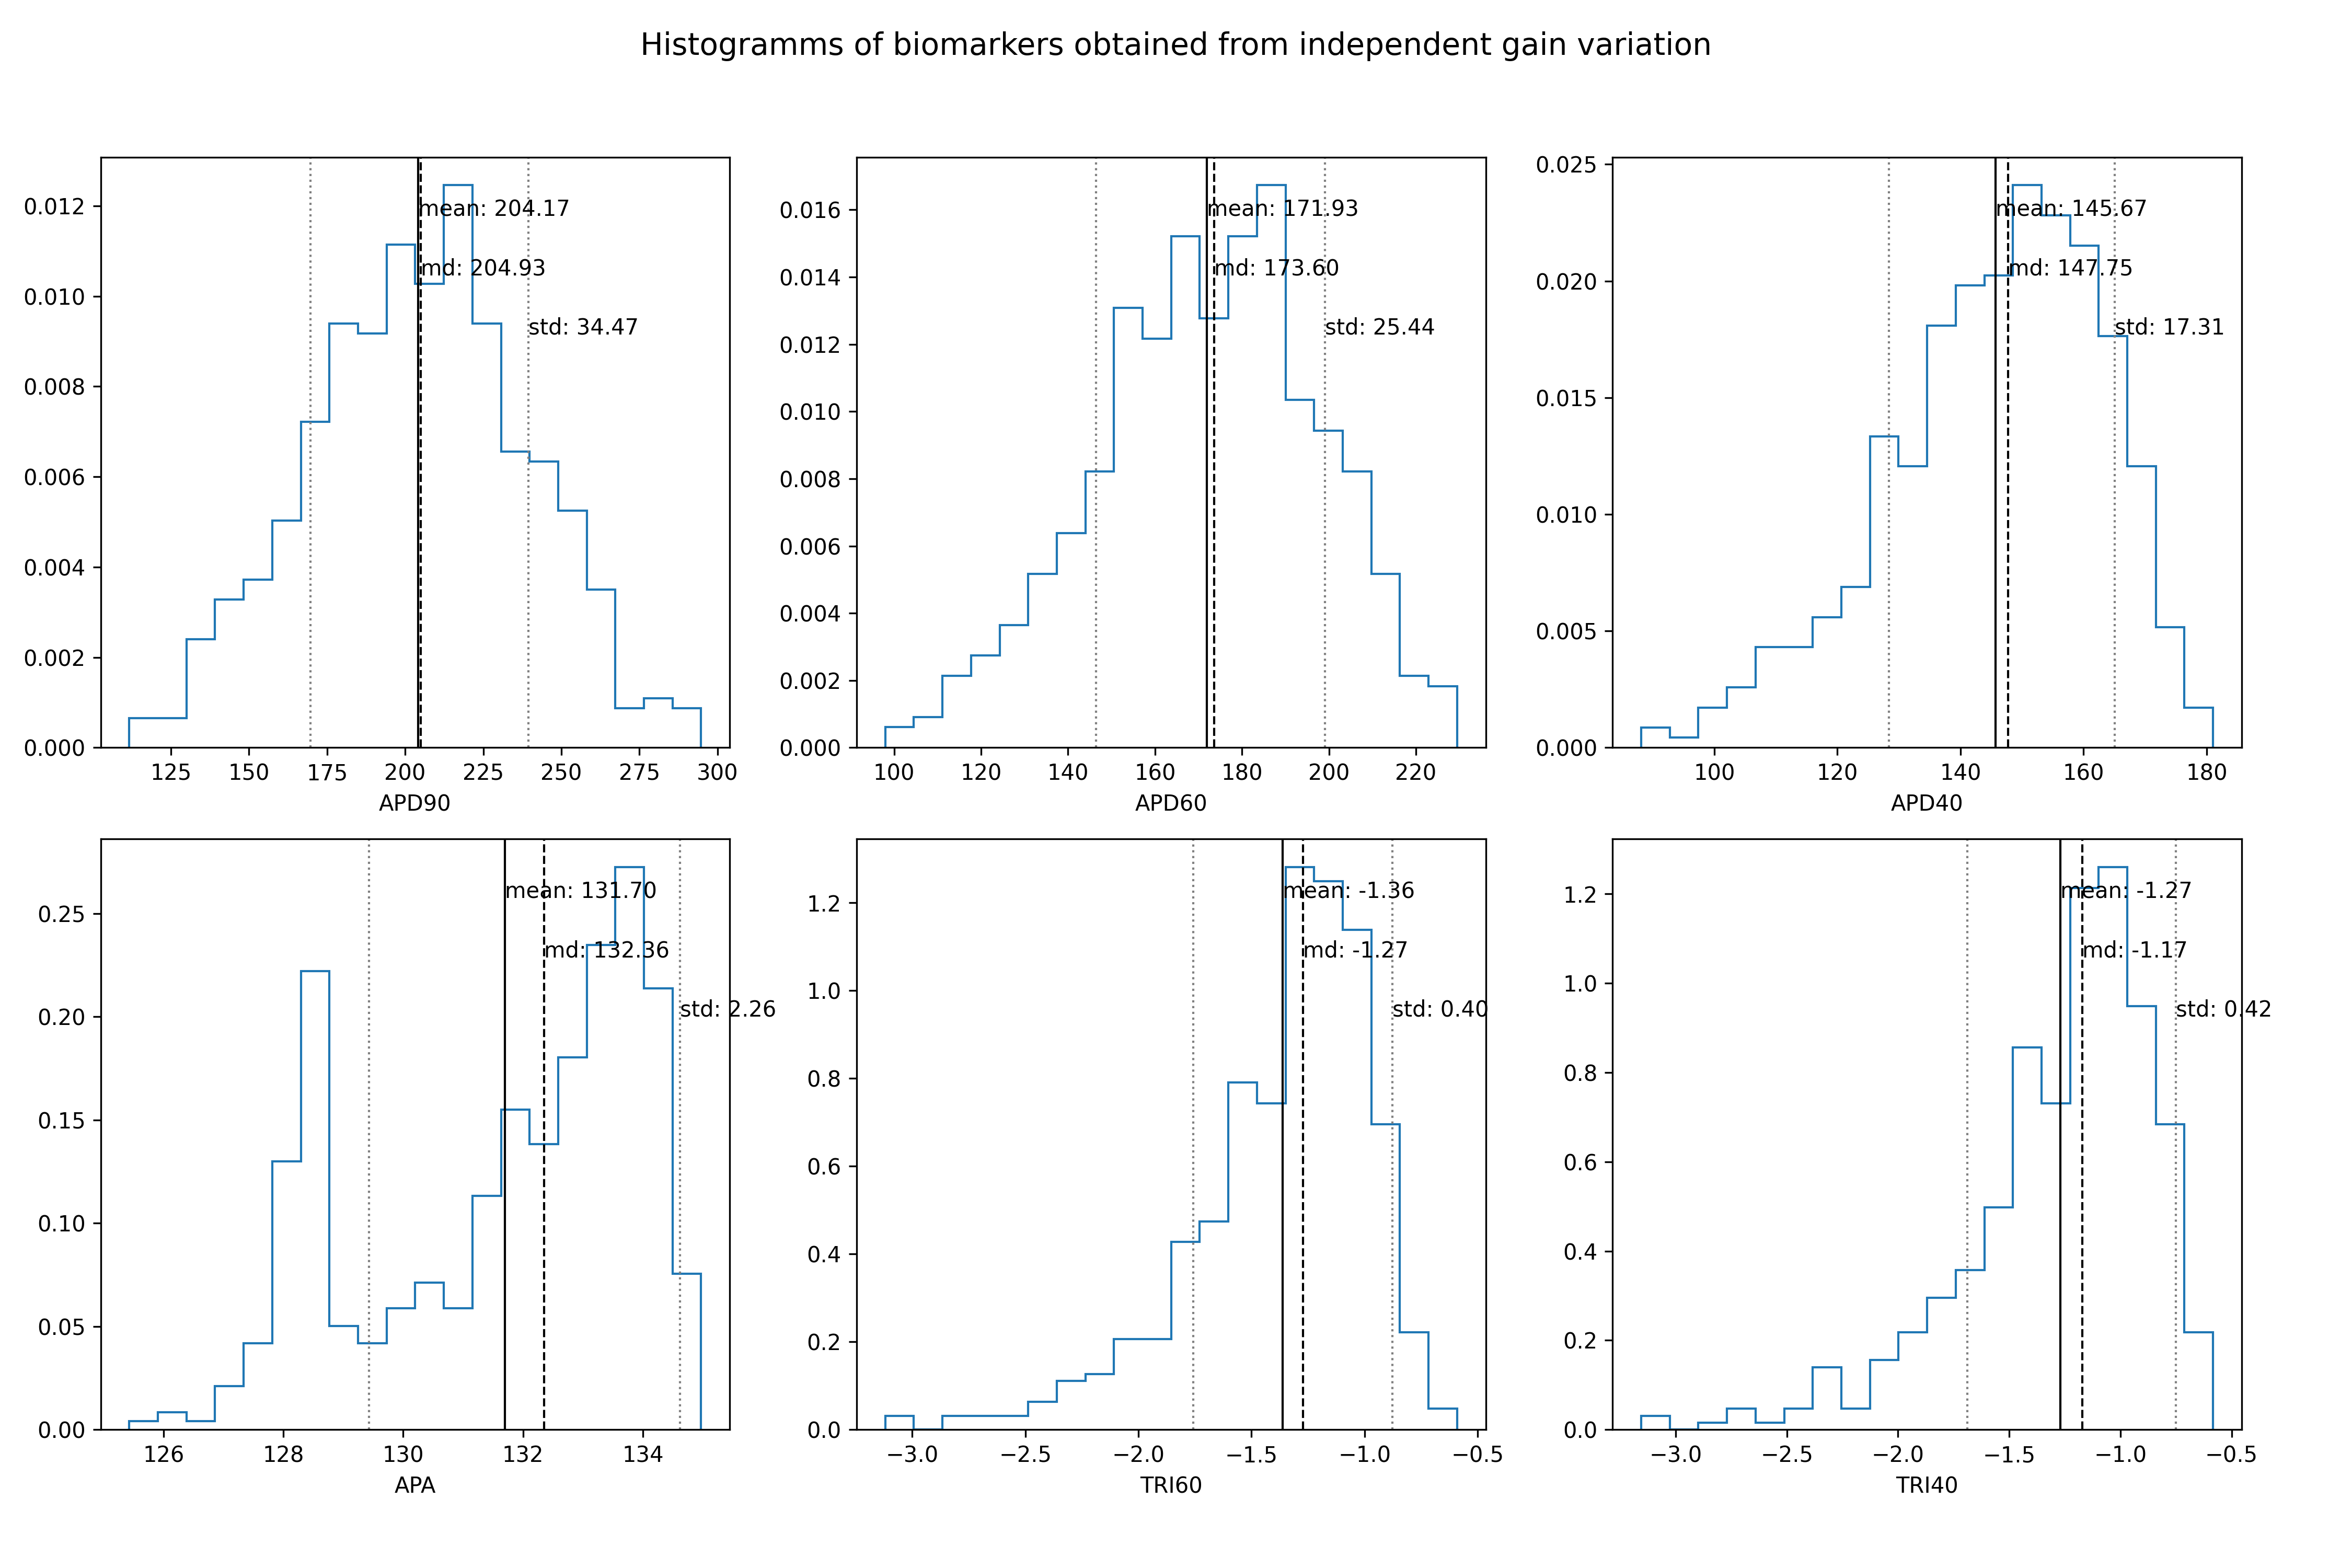 Histogramms of biomarkers obtained from independent gain variation
0.012
0.010
0.008
0.006
0.004
0.002
0.000
mean: 204.17
md: 204.93
std: 34.47
125 150 175 200 225 250 275 300
APD90
0.016
0.014
0.012
0.010
0.008
0.006
0.004
0.002
0.000
mean: 171.93
md: 173.60
std: 25.44
100 120 140 160 180 200 220
APD60
0.025
0.020
0.015
0.010
0.005
0.000
mean: 145.67
md: 147.75
std: 17.31
100 120 140 160 180
APD40
0.25
0.20
0.15
0.10
0.05
0.00
mean: 131.70
md: 132.36
std: 2.26
126 128 130 132 134
APA
1.2
1.0
0.8
0.6
0.4
0.2
0.0
mean: -1.36
md: -1.27
std: 0.40
−3.0 −2.5 −2.0 −1.5 −1.0 −0.5
TRI60
1.2
1.0
0.8
0.6
0.4
0.2
0.0
mean: -1.27
md: -1.17
std: 0.42
−3.0 −2.5 −2.0 −1.5 −1.0 −0.5
TRI40